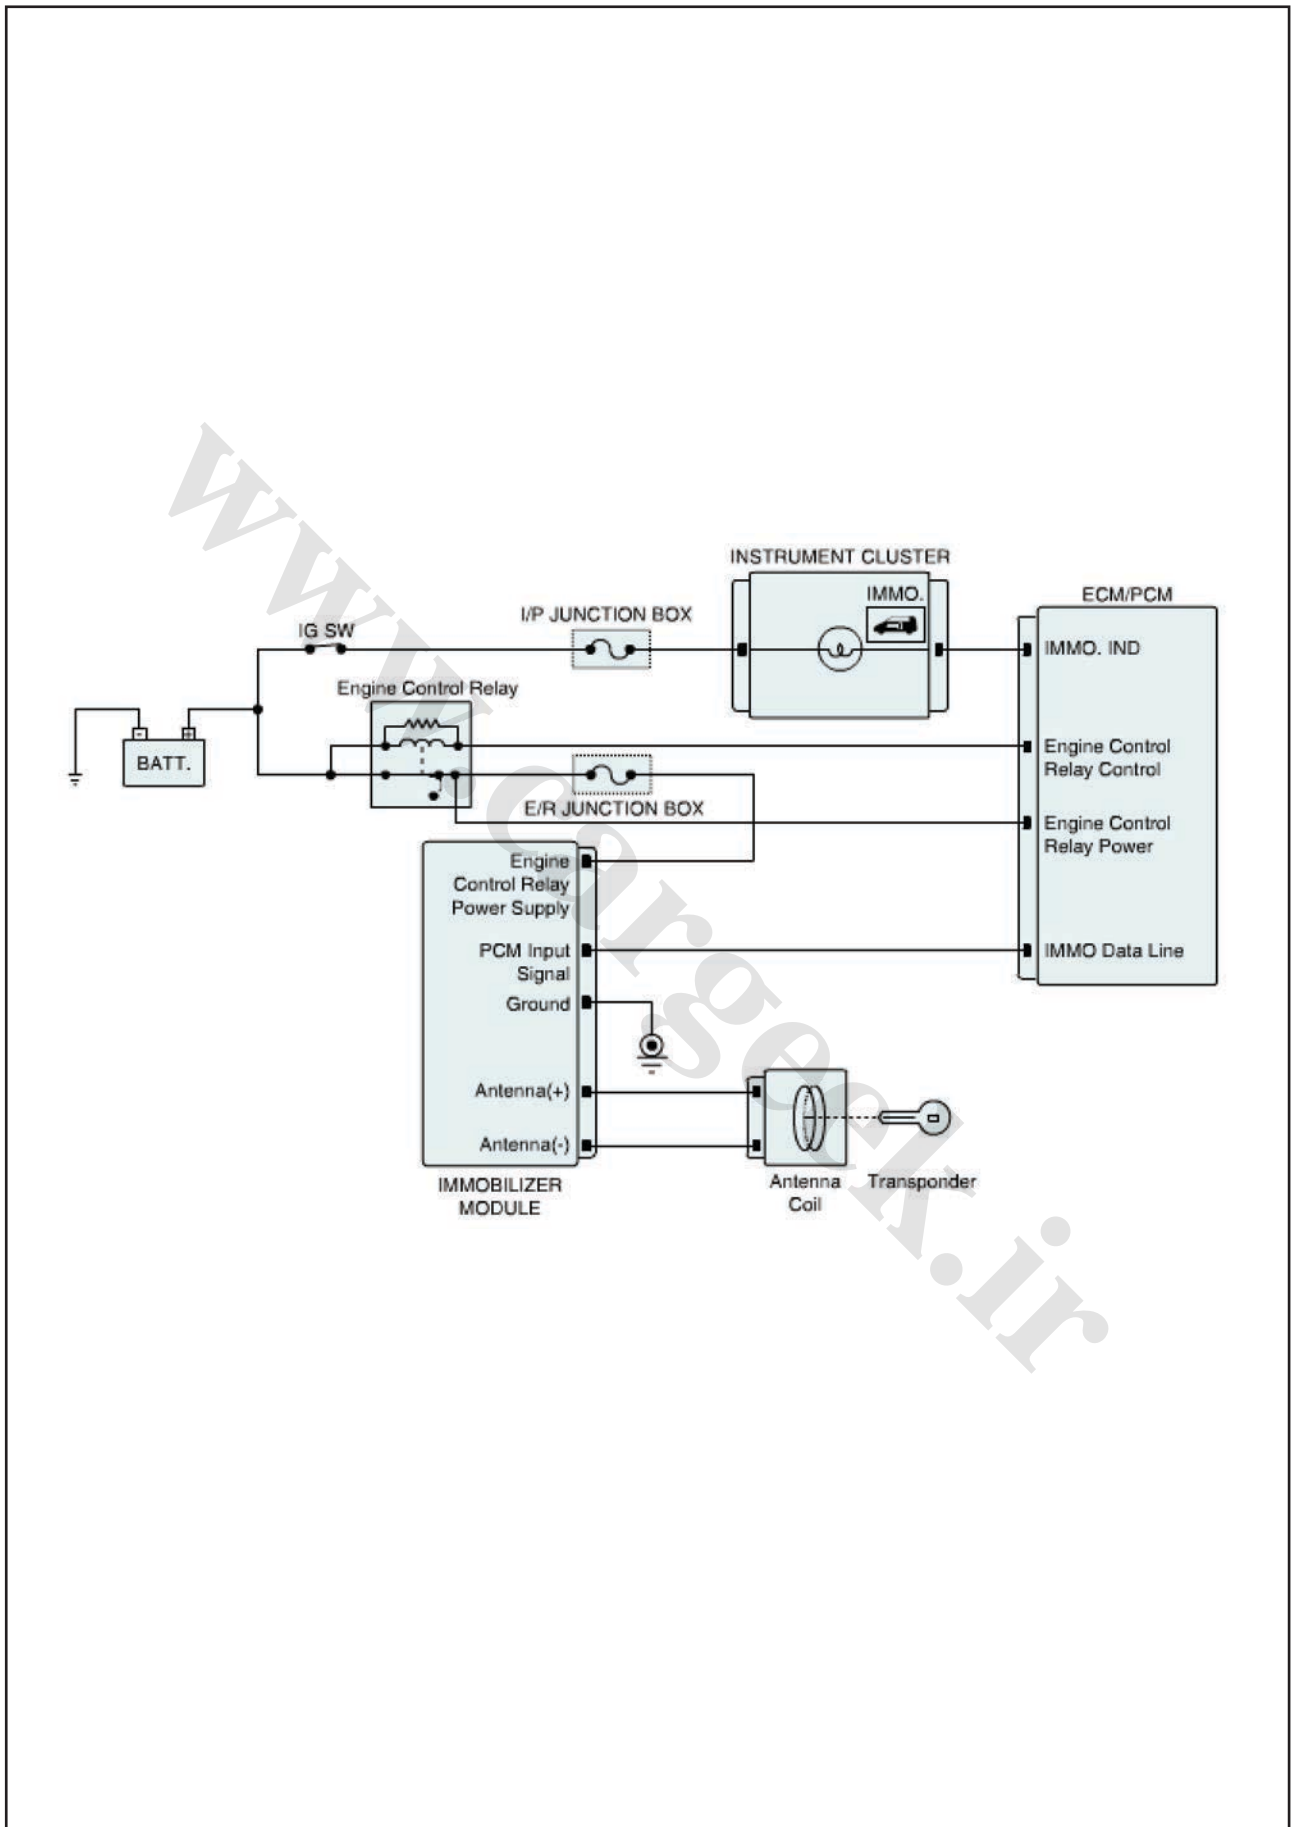 INSTRUMENT CLUSTER
IMMO.
ECM/PCM
I/P JUNCTION BOX
IG SW
IMMO. IND
Engine Control Relay
- +
BATT.
Engine Control
Relay Control
E/R JUNCTION BOX
Engine Control
Relay Power
Engine
Control Relay
Power Supply
PCM Input
Signal
IMMO Data Line
Ground
Antenna(+)
Antenna(-)
IMMOBILIZER
MODULE
Antenna
Coil
Transponder
www.cargeek.ir